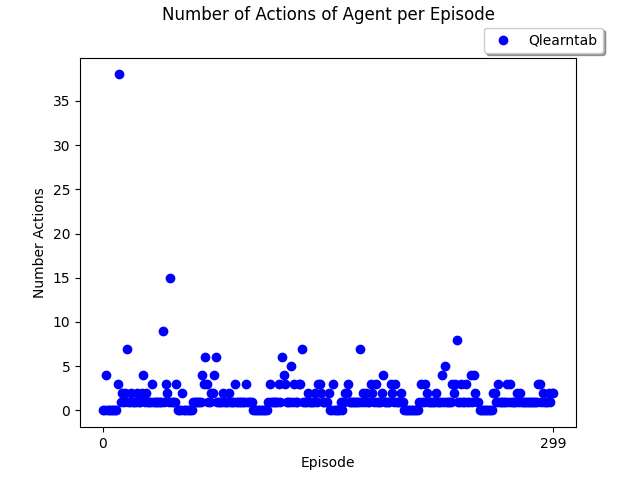 Number of Actions of Agent per Episode
Qlearntab
35
30
25
20
15
10
5
0
Number Actions
0
299
Episode